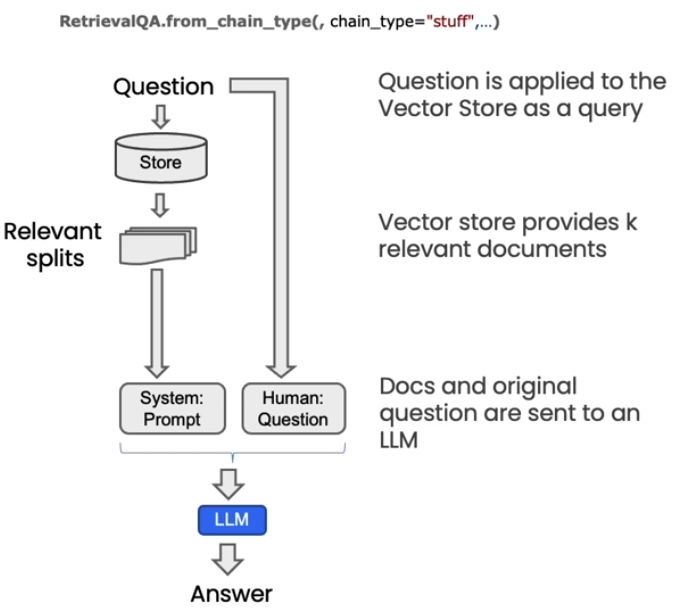 RetrievalQA.from_chain_type(, chain_type="stuff",...)
Question
Question is applied to the
Vector Store as a query
Store
Relevant
splits
Vector store provides k
relevant documents
System:
Prompt
Human:
Question
Docs and original
question are sent to an
LLM
LLM
Answer